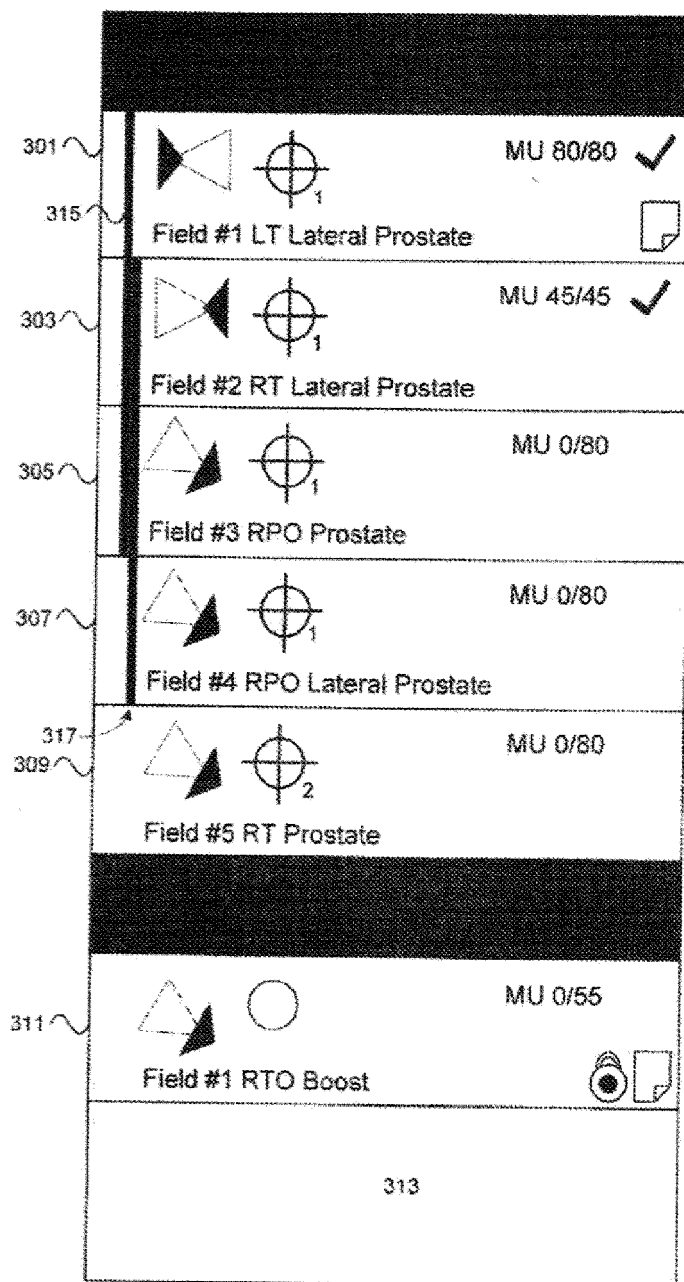 301
MU 80/80
1
315
Field #1 LT Lateral Prostate
303
MU 45/45
1
Field #2 RT Lateral Prostate
305
MU 0/80
1
Field #3 RPO Prostate
307
MU 0/80
1
Field #4 RPO Lateral Prostate
317
309
MU 0/80
2
Field #5 RT Prostate
311
MU 0/55
Field #1 RTO Boost
313